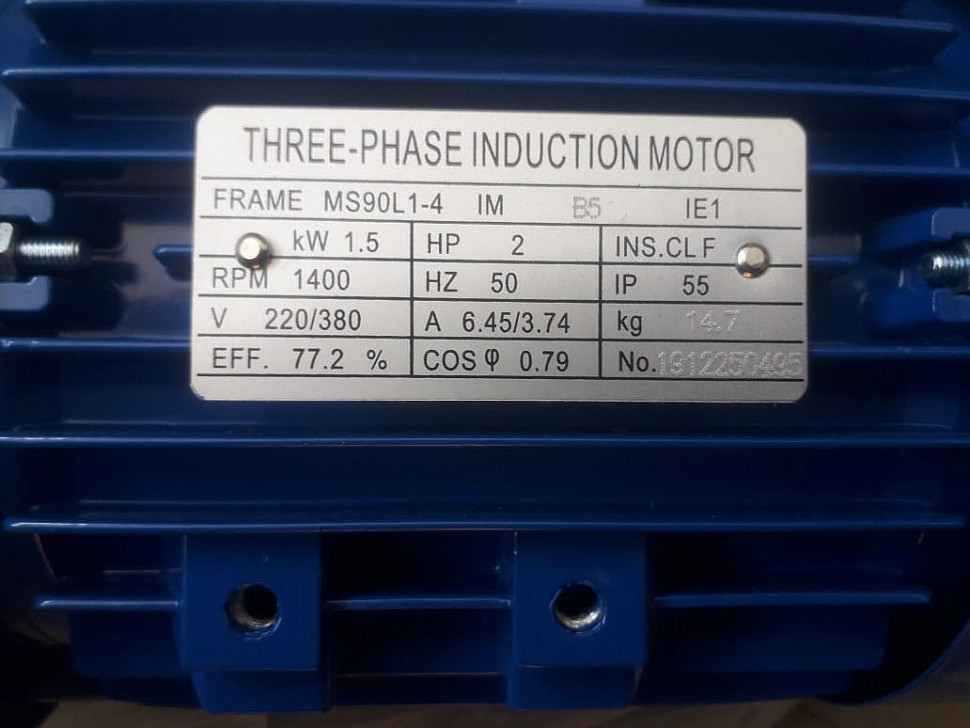 THREE-PHASE INDUCTION MOTOR
FRAME MS90L1-4 IM B5 IE1
kW 1.5 HP 2 INS.CL F
RPM 1400 HZ 50 IP 55
V 220/380 A 6.45/3.74 kg 14.7
EFF. 77.2 % COS φ 0.79 No.1912250495